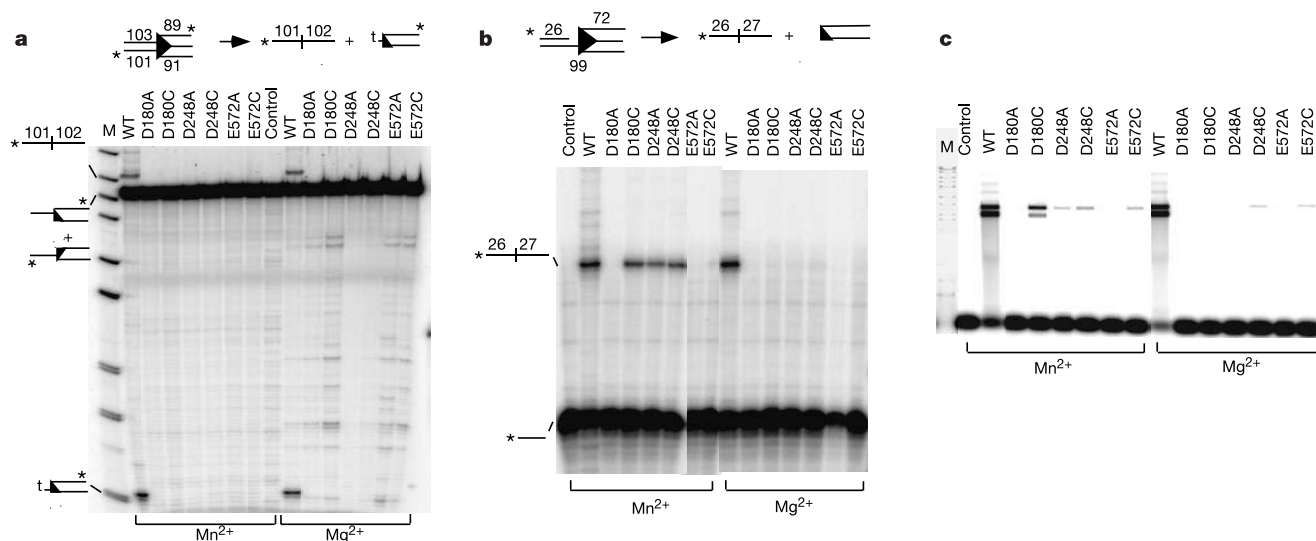 a
103
89
*
*
101
91
*
101
102
+
t
*
M
WT
D180A
D180C
D248A
D248C
E572A
E572C
Control
WT
D180A
D180C
D248A
D248C
E572A
E572C
*
101
102
*
+
*
t
*
Mn2+
Mg2+
b
*
26
72
99
*
26
27
+
Control
WT
D180A
D180C
D248A
D248C
E572A
E572C
WT
D180A
D180C
D248A
D248C
E572A
E572C
*
26
27
*
Mn2+
Mg2+
c
M
Control
WT
D180A
D180C
D248A
D248C
E572A
E572C
WT
D180A
D180C
D248A
D248C
E572A
E572C
Mn2+
Mg2+